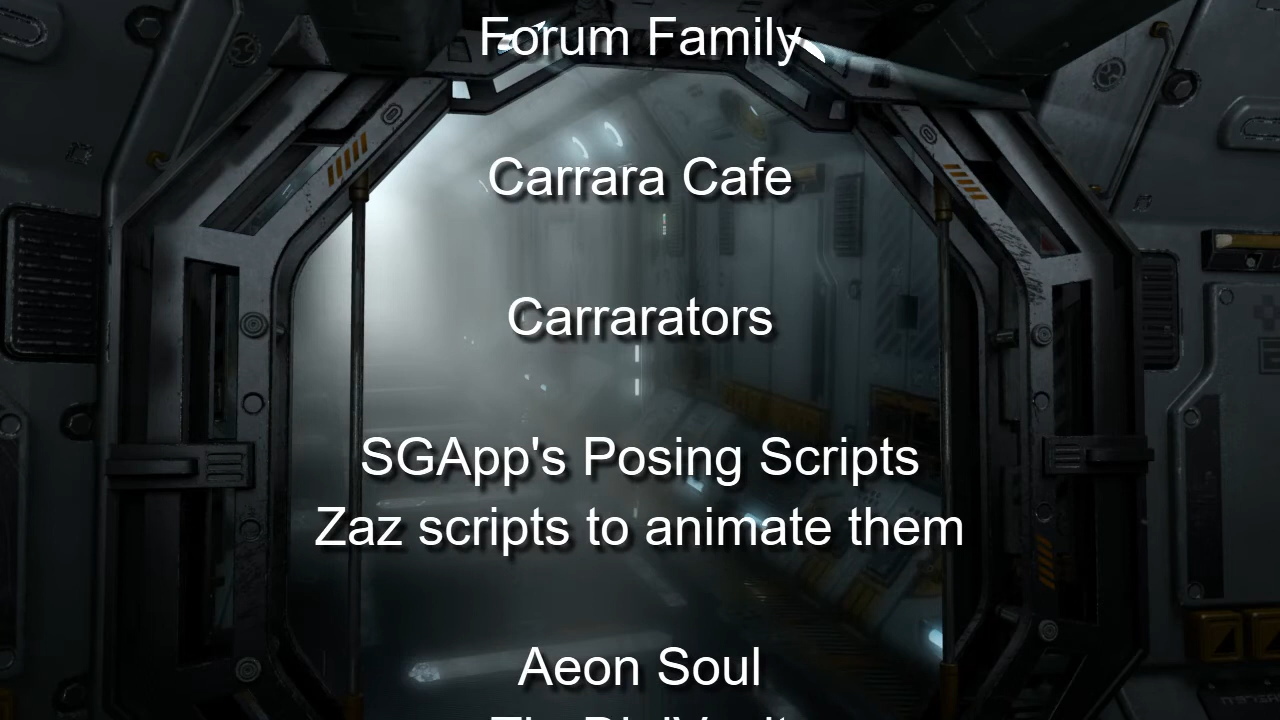 Forum Family
Carrara Cafe
Carrarators
SGApp's Posing Scripts
Zaz scripts to animate them
Aeon Soul